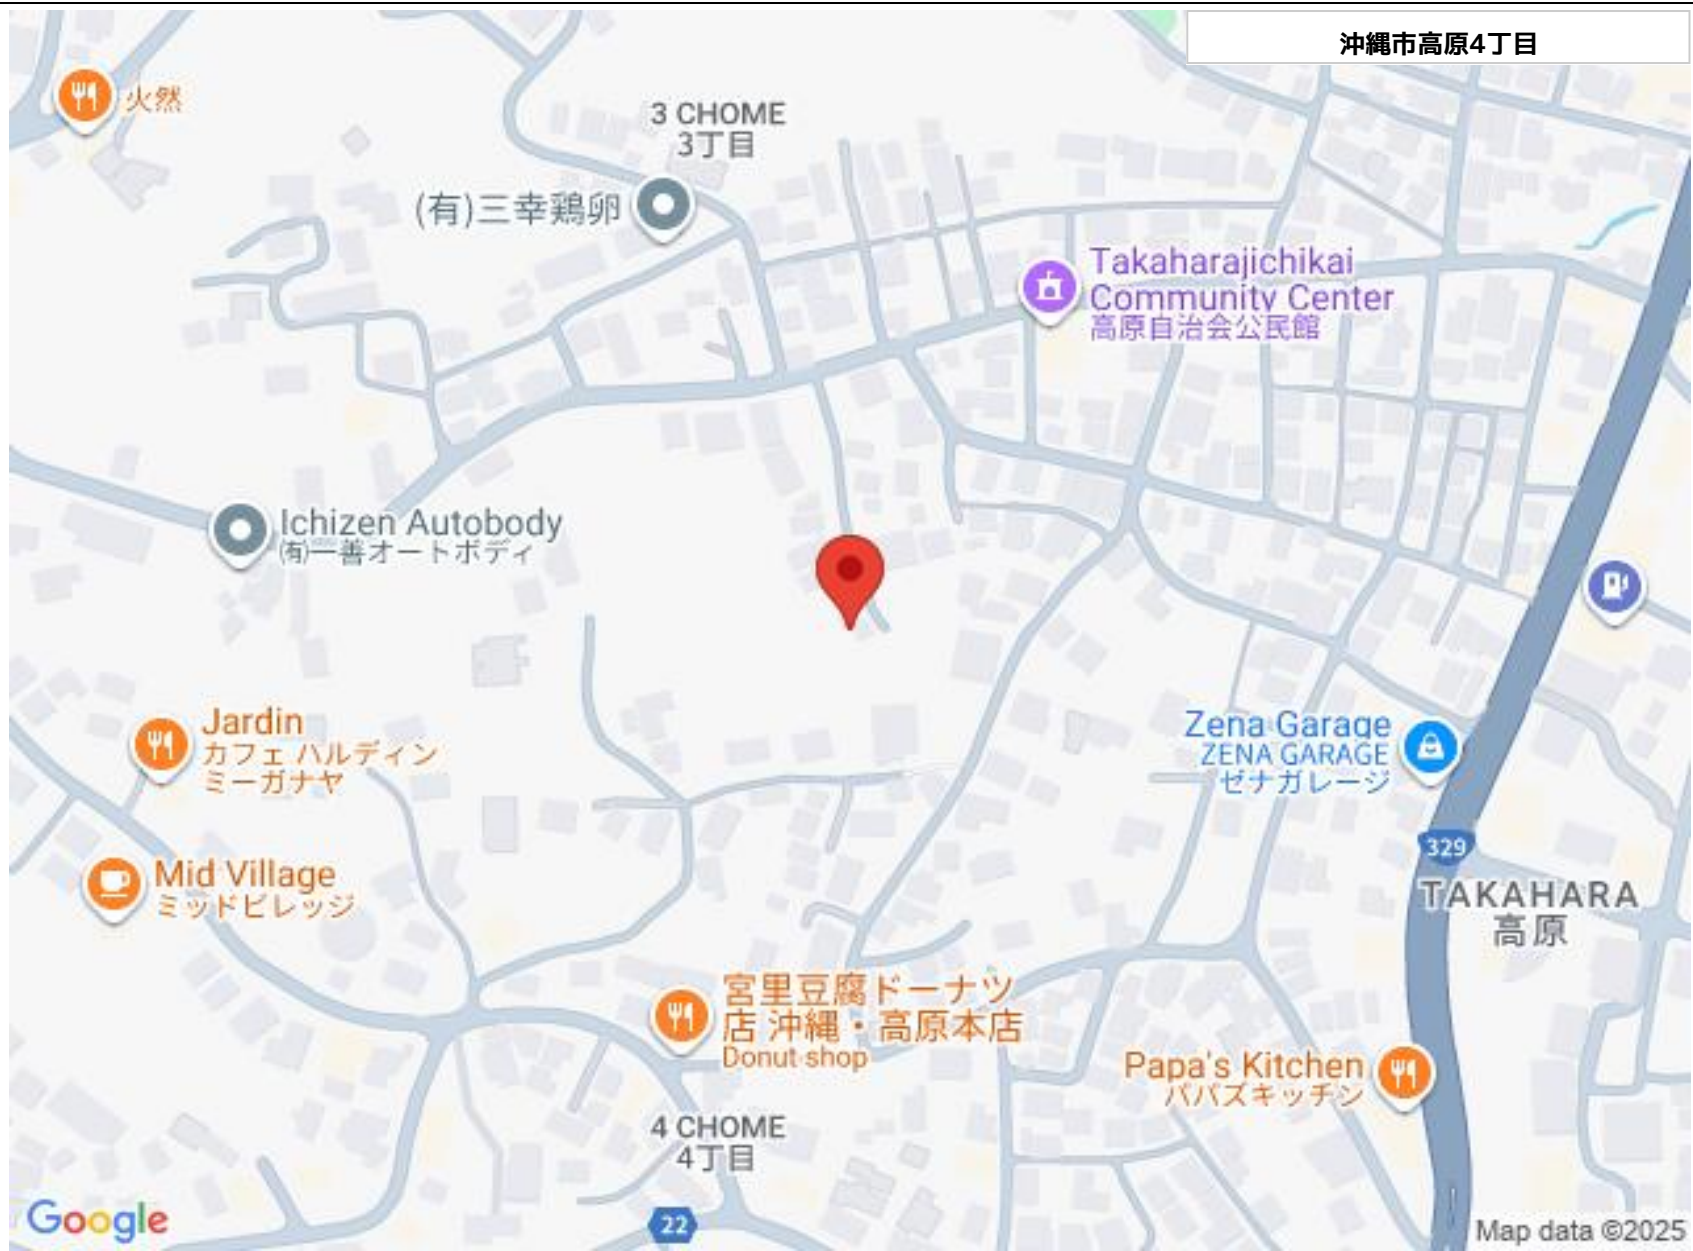 沖縄市高原4丁目
火然
3 CHOME
3丁目
(有)三幸鶏卵
Takaharajichikai
Community Center
高原自治会公民館
Ichizen Autobody
㈲一善オートボディ
Jardin
カフェ ハルディン
ミーガナヤ
Zena Garage
ZENA GARAGE
ゼナガレージ
329
Mid Village
ミッドビレッジ
TAKAHARA
高原
宮里豆腐ドーナツ
店 沖縄・高原本店
Donut shop
Papa's Kitchen
パパズキッチン
4 CHOME
4丁目
22
Google
Map data ©2025